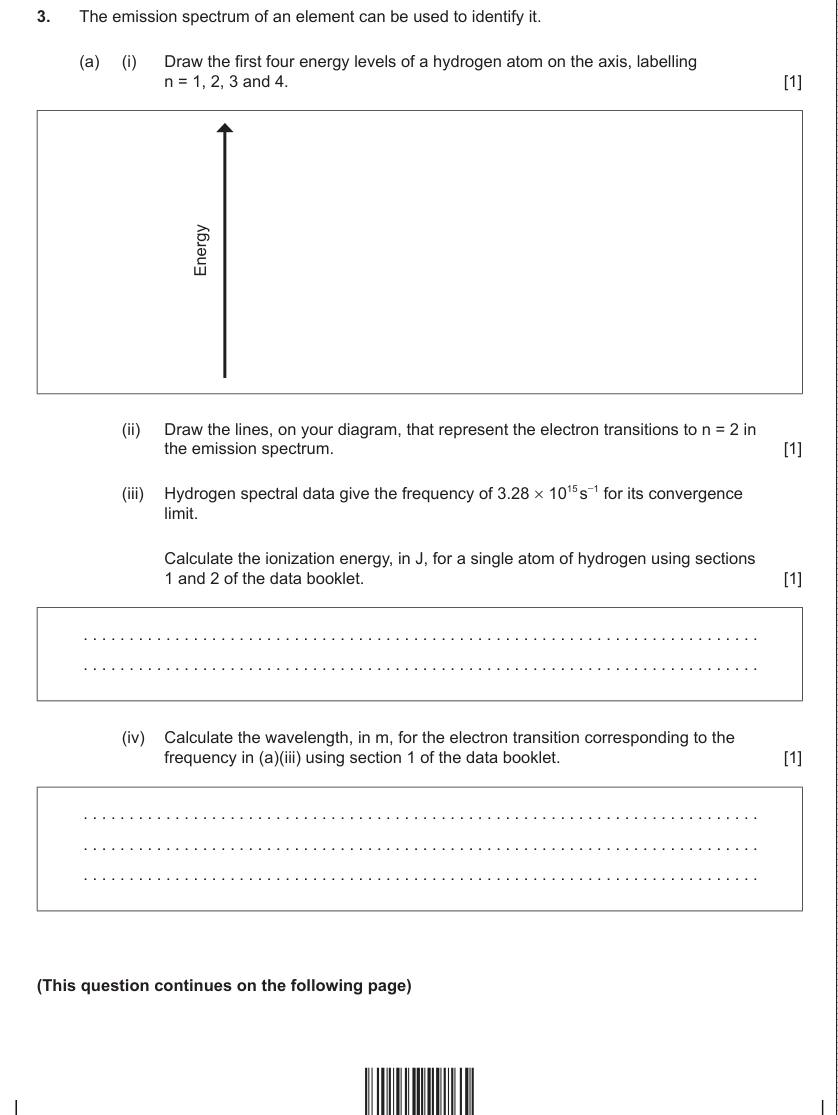 3. The emission spectrum of an element can be used to identify it.
(a) (i) Draw the first four energy levels of a hydrogen atom on the axis, labelling
n = 1, 2, 3 and 4. [1]
Energy
(ii) Draw the lines, on your diagram, that represent the electron transitions to n = 2 in
the emission spectrum. [1]
(iii) Hydrogen spectral data give the frequency of 3.28 × 10¹⁵ s⁻¹ for its convergence
limit.
Calculate the ionization energy, in J, for a single atom of hydrogen using sections
1 and 2 of the data booklet. [1]
(iv) Calculate the wavelength, in m, for the electron transition corresponding to the
frequency in (a)(iii) using section 1 of the data booklet. [1]
(This question continues on the following page)